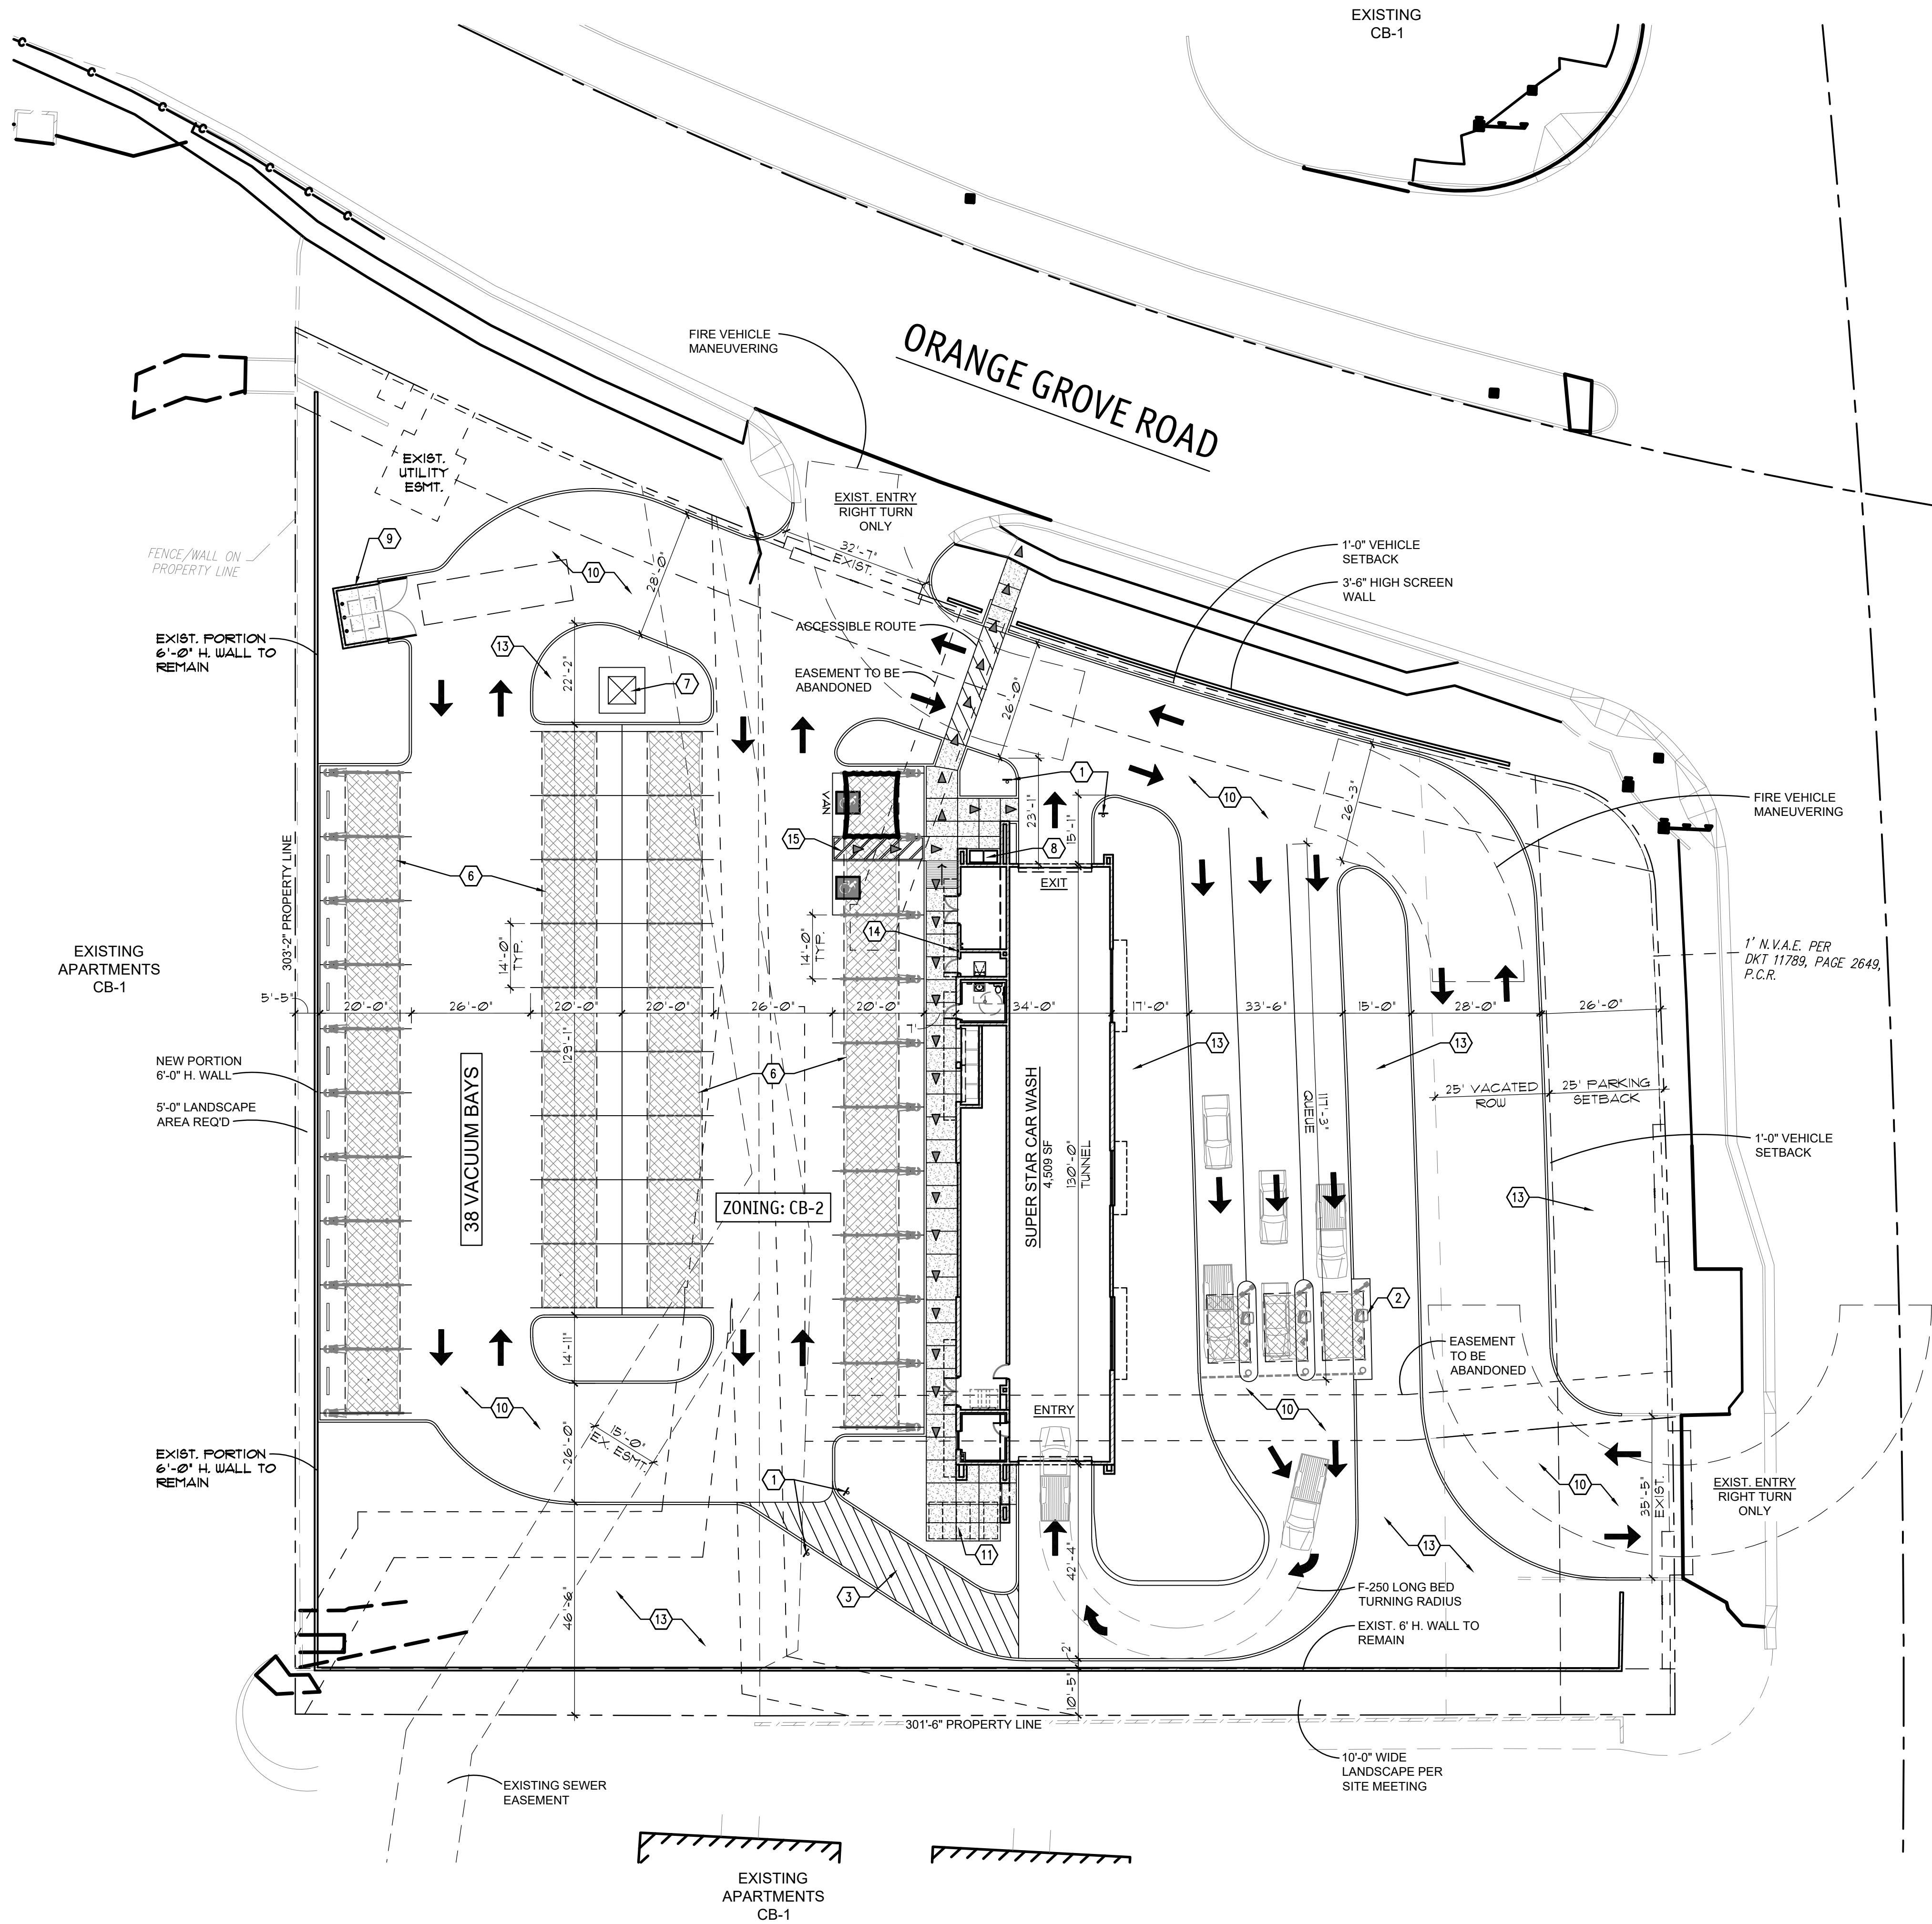 EXISTING
CB-1
FIRE VEHICLE
MANEUVERING
ORANGE GROVE ROAD
EXIST.
UTILITY
ESMT.
EXIST. ENTRY
RIGHT TURN
ONLY
32'-7"
EXIST.
9
10
28'-0"
FENCE/WALL ON
PROPERTY LINE
1'-0" VEHICLE
SETBACK
3'-6" HIGH SCREEN
WALL
EXIST. PORTION
6'-0" H. WALL TO
REMAIN
13
22'-2"
7
ACCESSIBLE ROUTE
EASEMENT TO BE
ABANDONED
26'-0"
1
10
26'-3"
FIRE VEHICLE
MANEUVERING
VAN
23'-1"
15'-1"
15
8
EXIT
6
14
303'-2" PROPERTY LINE
14'-0"
TYP.
14'-0"
TYP.
EXISTING
APARTMENTS
CB-1
1' N.V.A.E. PER
DKT 11789, PAGE 2649,
P.C.R.
5'-5"
20'-0"
26'-0"
20'-0"
20'-0"
26'-0"
20'-0"
7'
34'-0"
17'-0"
33'-6"
15'-0"
28'-0"
26'-0"
129'-1"
13
13
NEW PORTION
6'-0" H. WALL
5'-0" LANDSCAPE
AREA REQ'D
38 VACUUM BAYS
6
SUPER STAR CAR WASH
4,509 SF
130'-0"
TUNNEL
117'-3"
QUEUE
25' VACATED
ROW
25' PARKING
SETBACK
1'-0" VEHICLE
SETBACK
ZONING: CB-2
13
2
14'-11"
EASEMENT
TO BE
ABANDONED
10
ENTRY
10
26'-0"
15'-0"
EX. ESMT.
EXIST. PORTION
6'-0" H. WALL TO
REMAIN
1
10
35'-5"
EXIST.
EXIST. ENTRY
RIGHT TURN
ONLY
11
42'-4"
13
3
F-250 LONG BED
TURNING RADIUS
46'-6"
13
EXIST. 6' H. WALL TO
REMAIN
2'
10'-5"
301'-6" PROPERTY LINE
10'-0" WIDE
LANDSCAPE PER
SITE MEETING
EXISTING SEWER
EASEMENT
EXISTING
APARTMENTS
CB-1